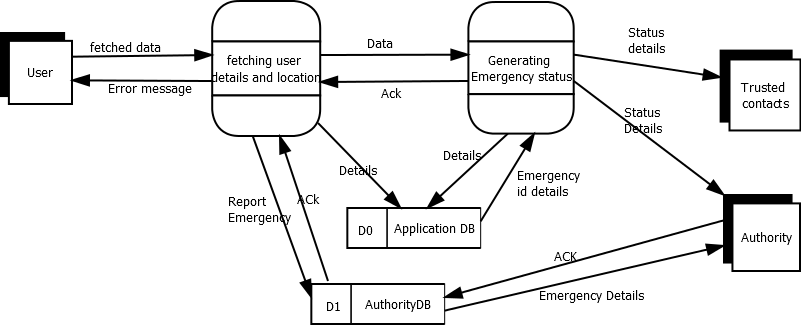 fetched data
User
Error message
fetching user
details and location
Data
Ack
Generating
Emergency status
Status
details
Trusted
contacts
Status
Details
Details
Details
Emergency
id details
Report
Emergency
ACk
D0
Application DB
Authority
ACK
Emergency Details
D1
AuthorityDB